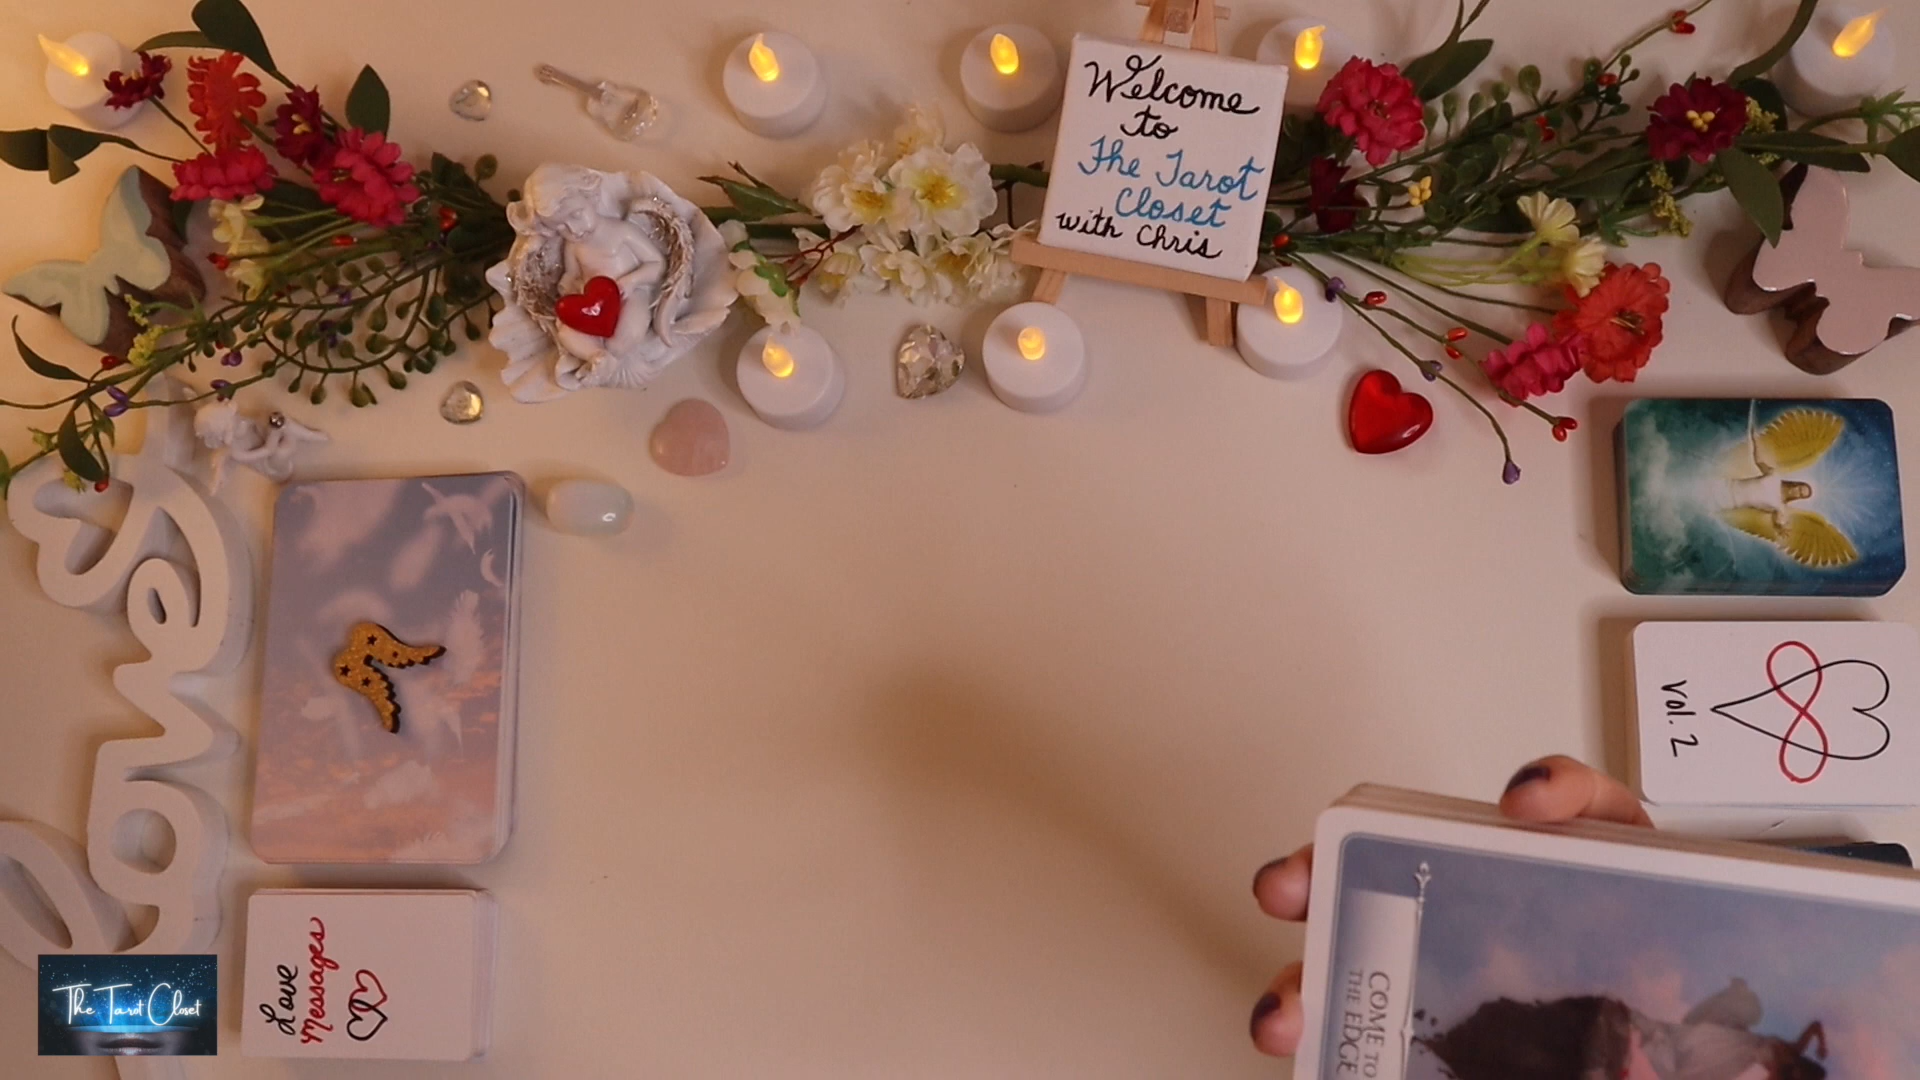 Welcome
to
The Tarot
Closet
with Chris
Vol. 2
COME TO
THE EDGE
Love
Messages
The Tarot Closet